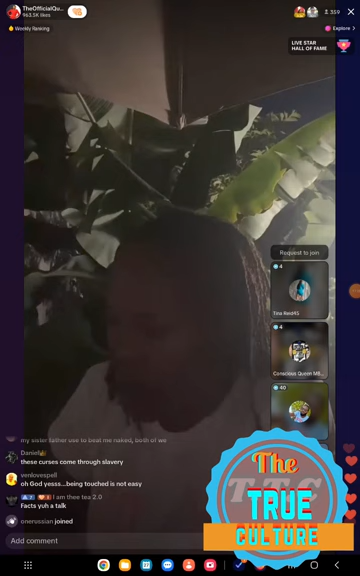 TheOfficialQu...
963.5K likes
359
Weekly Ranking
Explore
LIVE STAR
HALL OF FAME
Request to join
4
Tina Reid45
4
Conscious Queen M8...
40
my sister father use to beat me naked, both of we
Daniel
these curses come through slavery
venlovespell
oh God yesss...being touched is not easy
I am thee tea 2.0
Facts yuh a talk
onerussian joined
Add comment
The
T.T.C
TRUE
CULTURE